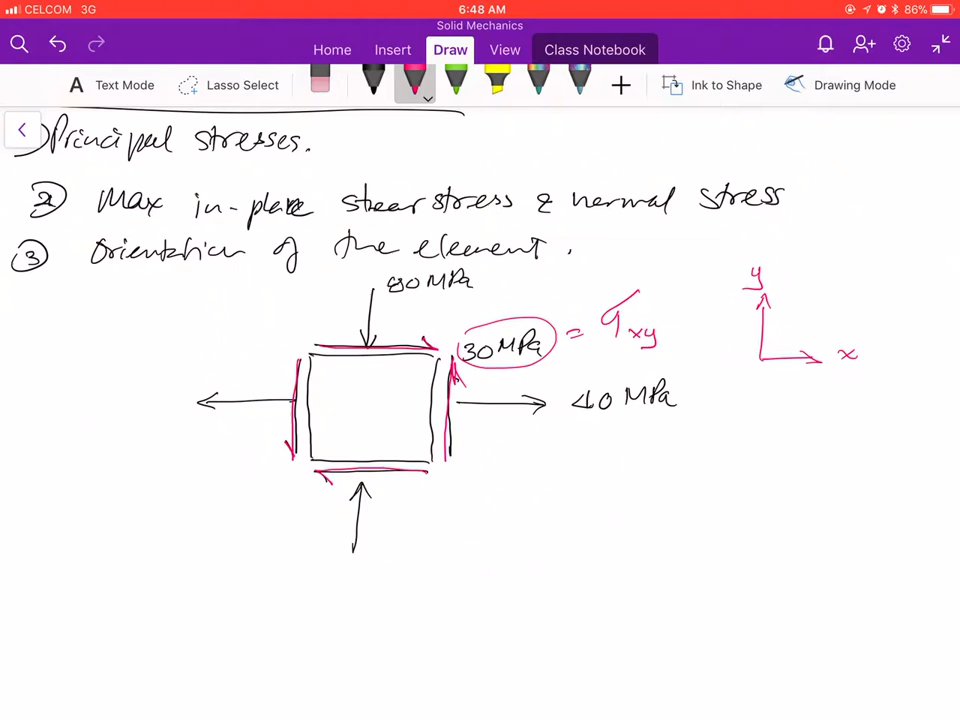 CELCOM 3G 6:48 AM 86%
Solid Mechanics
Home Insert Draw View Class Notebook
A Text Mode Lasso Select + Ink to Shape Drawing Mode
Principal stresses.
② Max in-plane shear stress & normal stress
③ Orientation of the element.
80 MPa
30 MPa = σxy
40 MPa
y
x